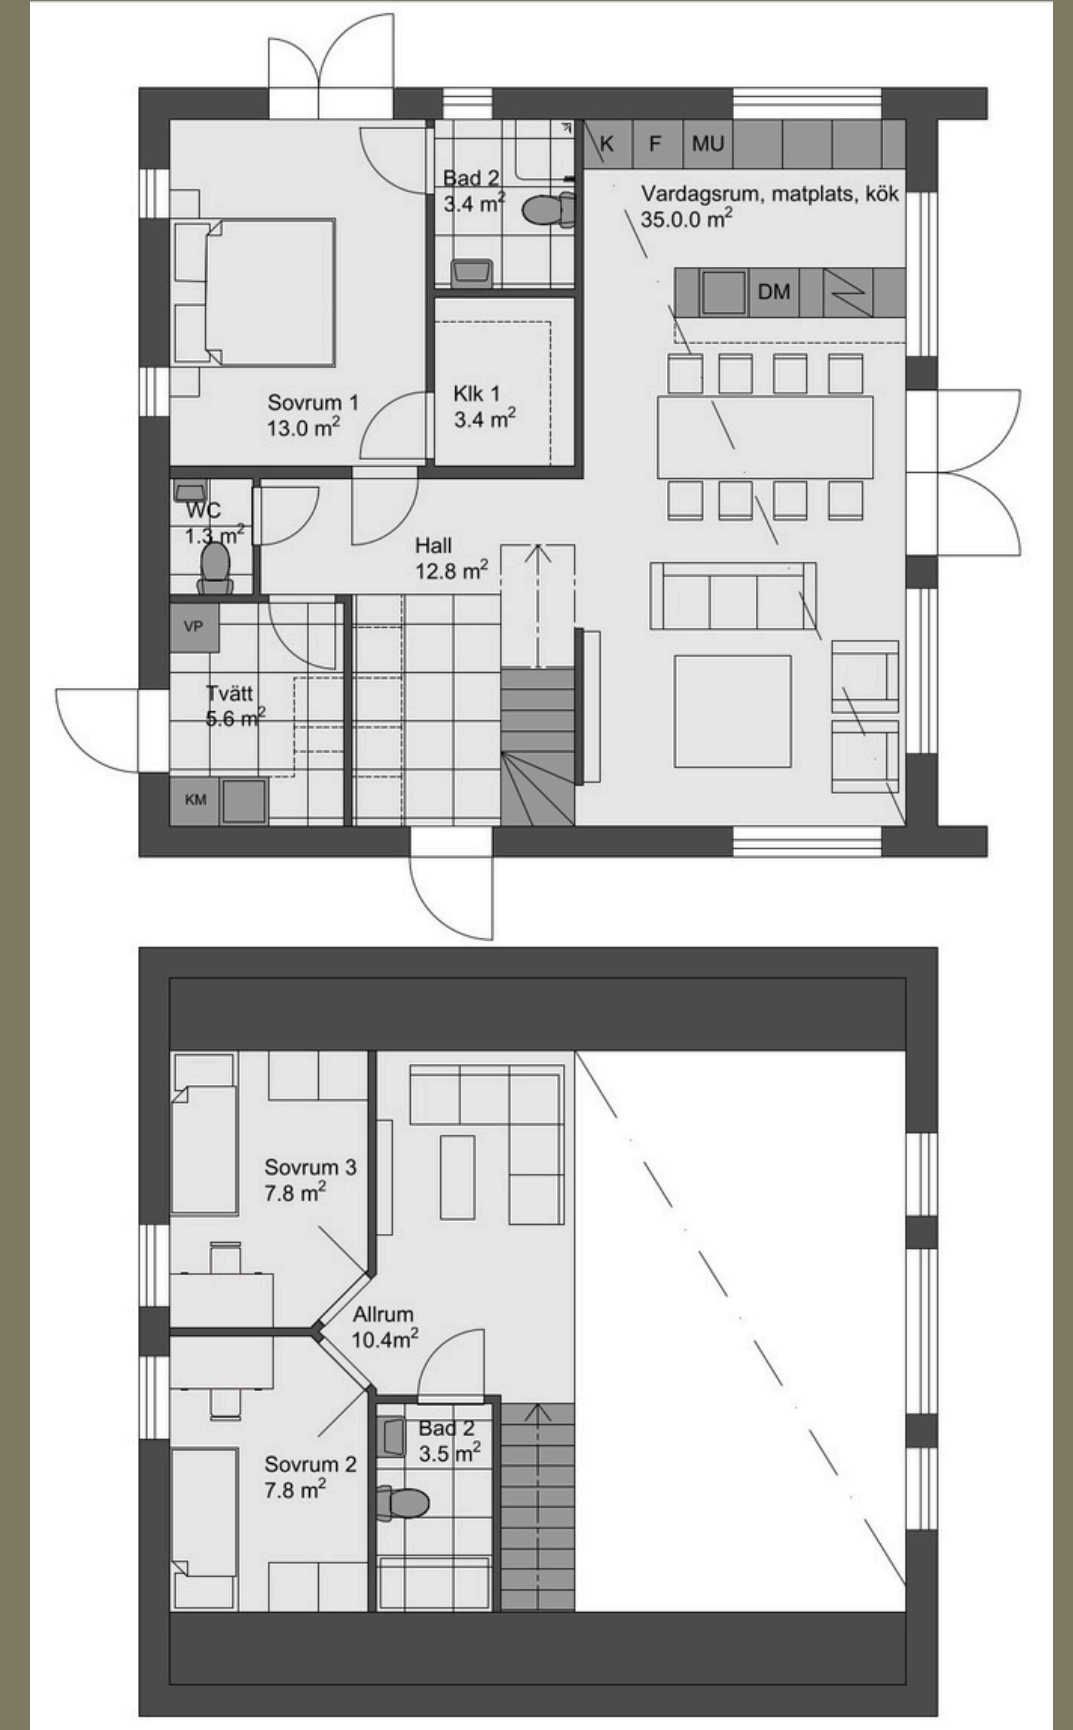 K F MU
Bad 2
3.4 m²
Vardagsrum, matplats, kök
35.0.0 m²
DM
Klk 1
3.4 m²
Sovrum 1
13.0 m²
WC
1.3 m²
Hall
12.8 m²
VP
Tvätt
5.6 m²
KM
Sovrum 3
7.8 m²
Allrum
10.4m²
Bad 2
3.5 m²
Sovrum 2
7.8 m²